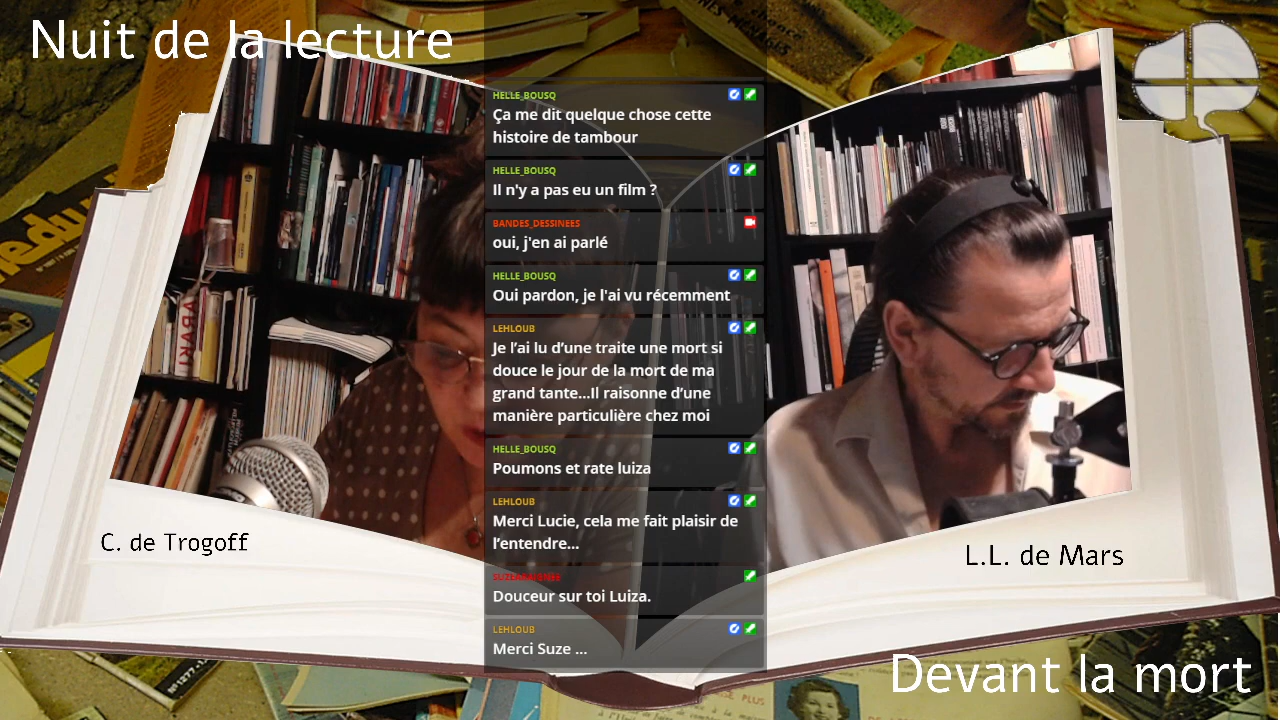 Nuit de la lecture
HELLE_BOUSQ
Ça me dit quelque chose cette
histoire de tambour
HELLE_BOUSQ
Il n'y a pas eu un film ?
BANDES_DESSINEES
oui, j'en ai parlé
HELLE_BOUSQ
Oui pardon, je l'ai vu récemment
LEHLOUB
Je l’ai lu d’une traite une mort si
douce le jour de la mort de ma
grand tante...Il raisonne d’une
manière particulière chez moi
HELLE_BOUSQ
Poumons et rate luiza
LEHLOUB
Merci Lucie, cela me fait plaisir de
l’entendre...
Douceur sur toi Luiza.
LEHLOUB
Merci Suze ...
ABARI
C. de Trogoff
L.L. de Mars
Devant la mort